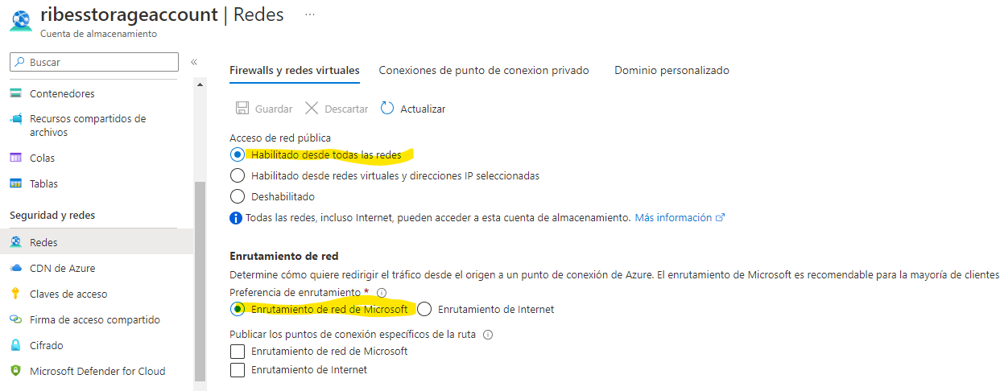 ribesstorageaccount | Redes ...
Cuenta de almacenamiento
Buscar
«
Contenedores
Recursos compartidos de
archivos
Colas
Tablas
Seguridad y redes
Redes
CDN de Azure
Claves de acceso
Firma de acceso compartido
Cifrado
Microsoft Defender for Cloud
Firewalls y redes virtuales Conexiones de punto de conexion privado Dominio personalizado
Guardar Descartar Actualizar
Acceso de red pública
Habilitado desde todas las redes
Habilitado desde redes virtuales y direcciones IP seleccionadas
Deshabilitado
Todas las redes, incluso Internet, pueden acceder a esta cuenta de almacenamiento. Más información
Enrutamiento de red
Determine cómo quiere redirigir el tráfico desde el origen a un punto de conexión de Azure. El enrutamiento de Microsoft es recomendable para la mayoría de clientes
Preferencia de enrutamiento *
Enrutamiento de red de Microsoft Enrutamiento de Internet
Publicar los puntos de conexión específicos de la ruta
Enrutamiento de red de Microsoft
Enrutamiento de Internet